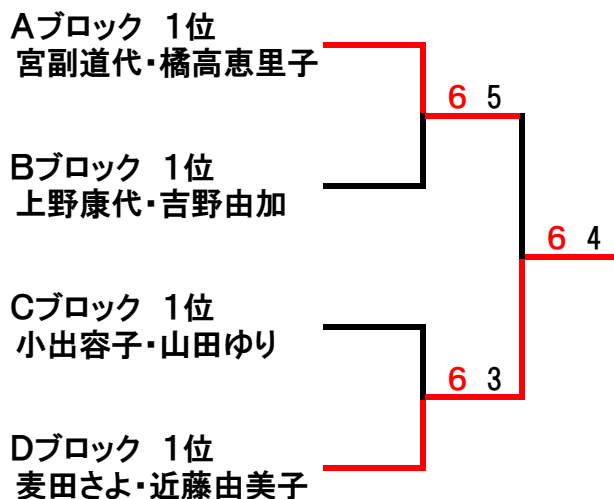 Aブロック 1位
宮副道代・橘高恵里子
6 5
Bブロック 1位
上野康代・吉野由加
6 4
Cブロック 1位
小出容子・山田ゆり
6 3
Dブロック 1位
麦田さよ・近藤由美子